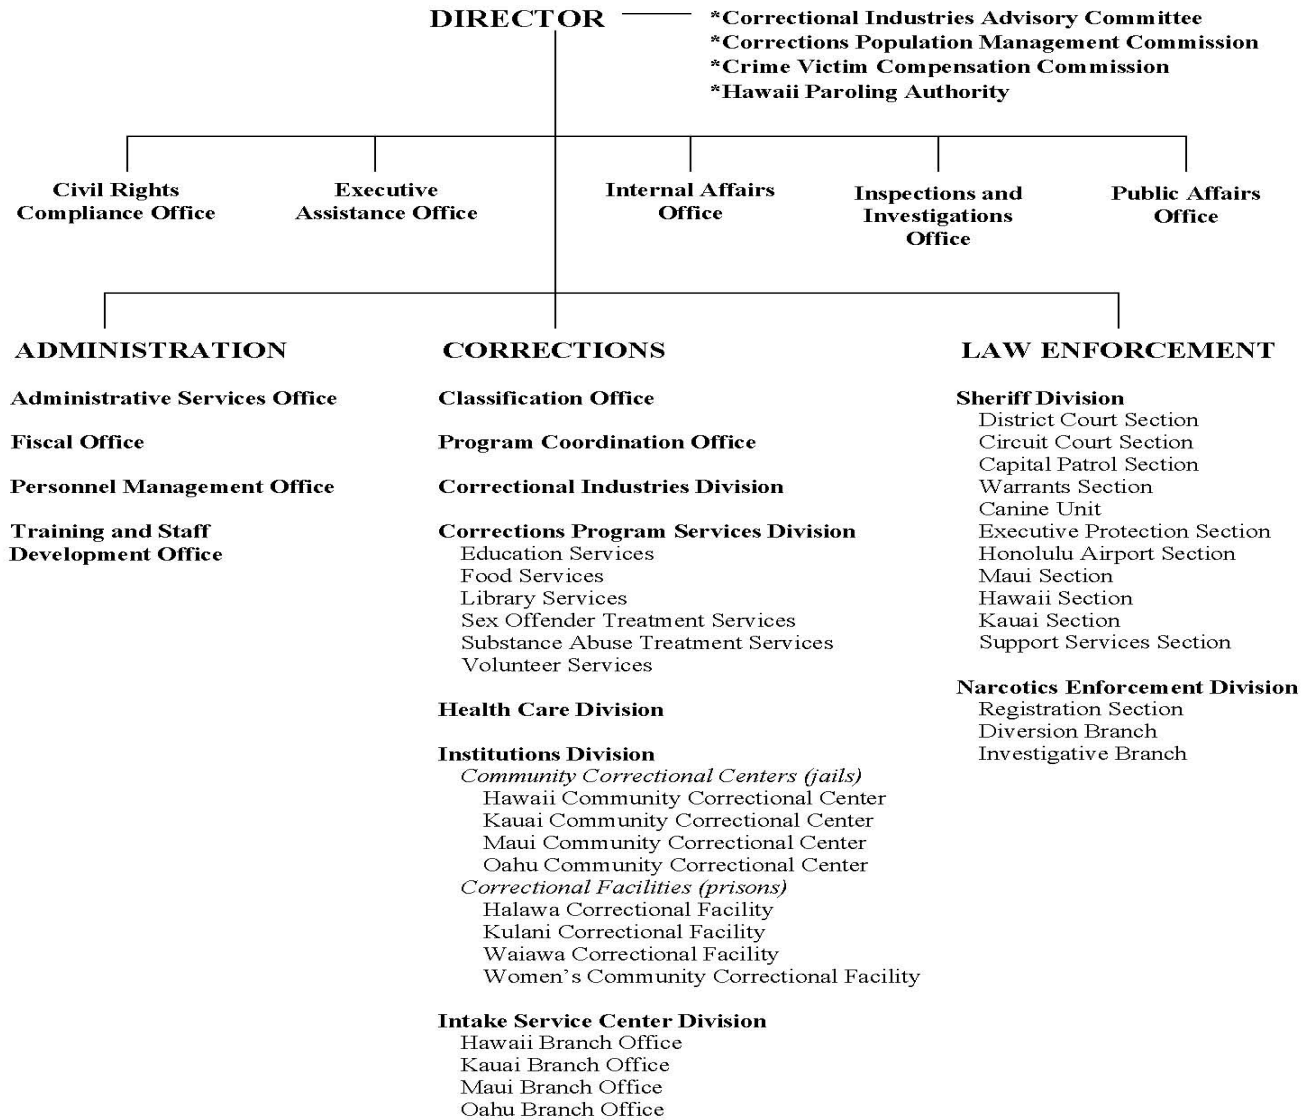 DIRECTOR
*Correctional Industries Advisory Committee
*Corrections Population Management Commission
*Crime Victim Compensation Commission
*Hawaii Paroling Authority
Civil Rights
Compliance Office
Executive
Assistance Office
Internal Affairs
Office
Inspections and
Investigations
Office
Public Affairs
Office
ADMINISTRATION
Administrative Services Office
Fiscal Office
Personnel Management Office
Training and Staff
Development Office
CORRECTIONS
Classification Office
Program Coordination Office
Correctional Industries Division
Corrections Program Services Division
Education Services
Food Services
Library Services
Sex Offender Treatment Services
Substance Abuse Treatment Services
Volunteer Services
Health Care Division
Institutions Division
Community Correctional Centers (jails)
Hawaii Community Correctional Center
Kauai Community Correctional Center
Maui Community Correctional Center
Oahu Community Correctional Center
Correctional Facilities (prisons)
Halawa Correctional Facility
Kulani Correctional Facility
Waiawa Correctional Facility
Women's Community Correctional Facility
Intake Service Center Division
Hawaii Branch Office
Kauai Branch Office
Maui Branch Office
Oahu Branch Office
LAW ENFORCEMENT
Sheriff Division
District Court Section
Circuit Court Section
Capital Patrol Section
Warrants Section
Canine Unit
Executive Protection Section
Honolulu Airport Section
Maui Section
Hawaii Section
Kauai Section
Support Services Section
Narcotics Enforcement Division
Registration Section
Diversion Branch
Investigative Branch